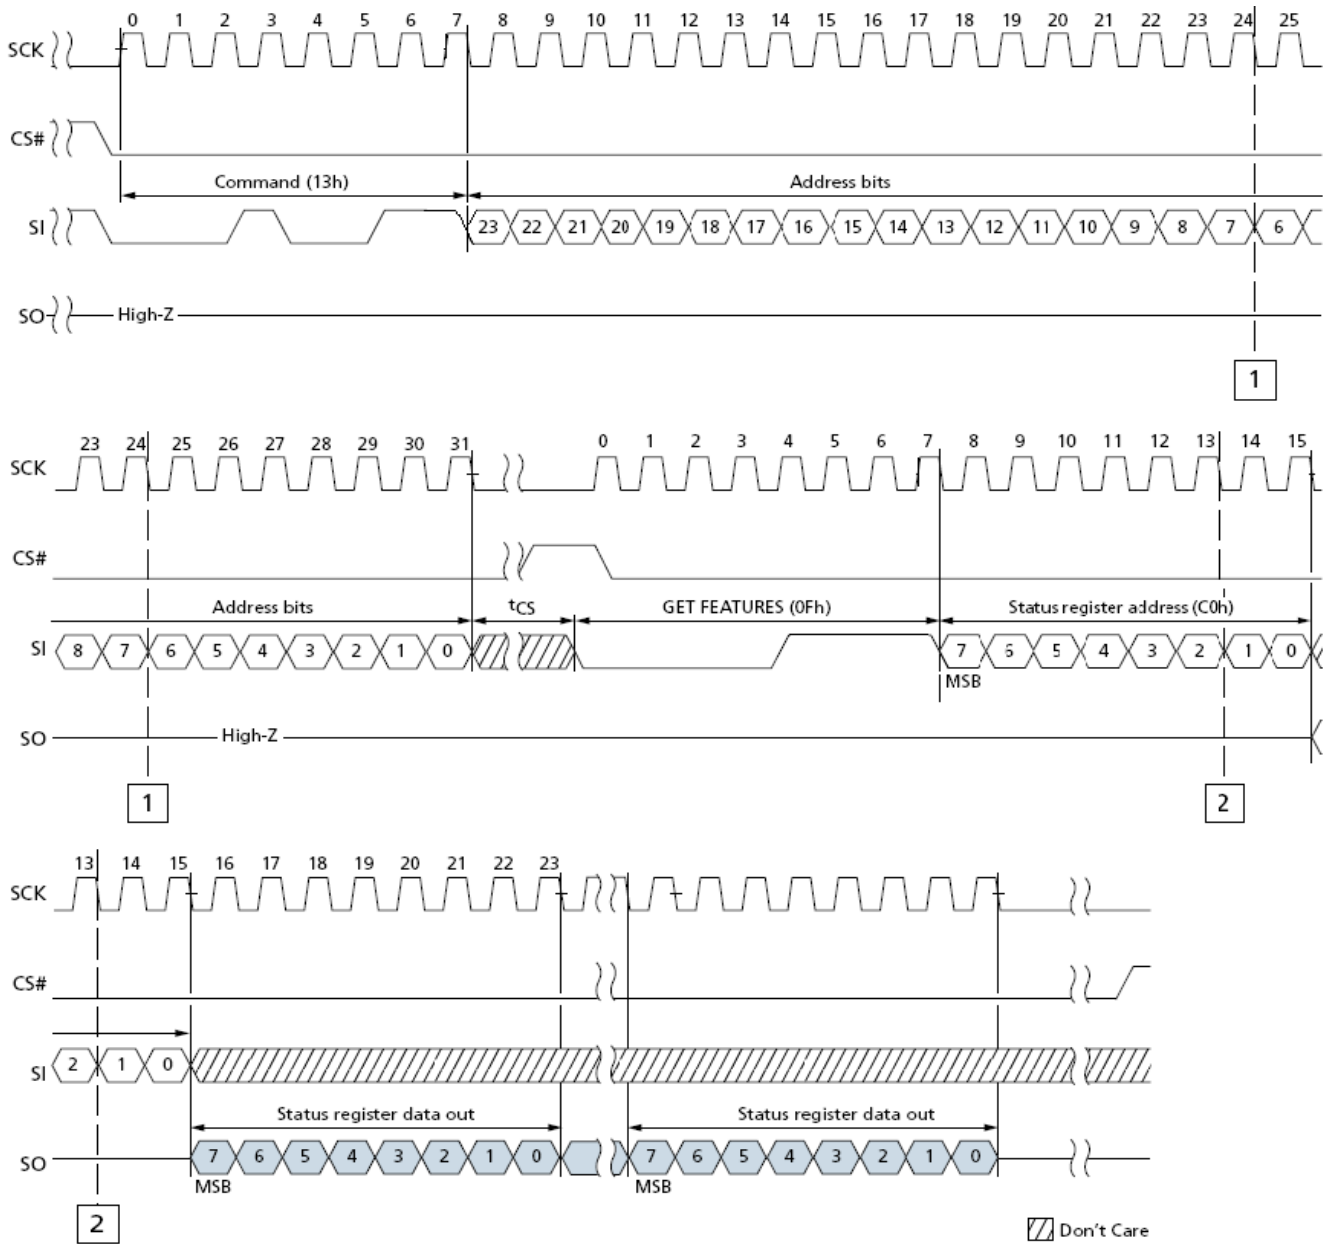 0 1 2 3 4 5 6 7 8 9 10 11 12 13 14 15 16 17 18 19 20 21 22 23 24 25
SCK
CS#
Command (13h) Address bits
SI 23 22 21 20 19 18 17 16 15 14 13 12 11 10 9 8 7 6
SO High-Z
1
23 24 25 26 27 28 29 30 31 0 1 2 3 4 5 6 7 8 9 10 11 12 13 14 15
SCK
CS#
Address bits tCS GET FEATURES (0Fh) Status register address (C0h)
SI 8 7 6 5 4 3 2 1 0 7 6 5 4 3 2 1 0
MSB
SO High-Z
1 2
13 14 15 16 17 18 19 20 21 22 23
SCK
CS#
SI 2 1 0
Status register data out Status register data out
SO 7 6 5 4 3 2 1 0 7 6 5 4 3 2 1 0
MSB MSB
2
Don't Care